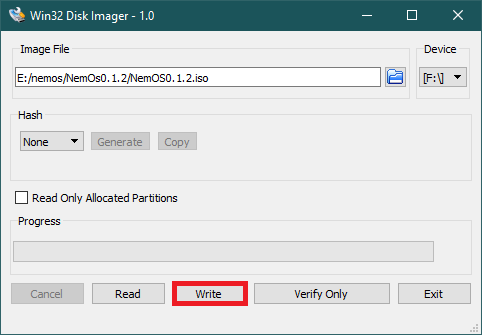 Win32 Disk Imager - 1.0
Image File
Device
E:/nemos/NemOs0.1.2/NemOS0.1.2.iso
[F:\]
Hash
None
Generate
Copy
Read Only Allocated Partitions
Progress
Cancel
Read
Write
Verify Only
Exit